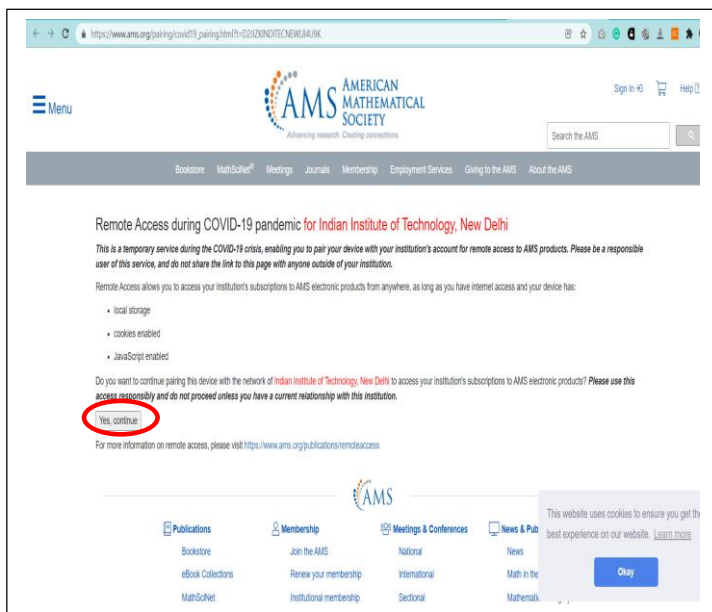 https://www.ams.org/pairing/covid19_pairing.html?t=D2IIZKINDITECNEWL84U9K
Menu
AMS AMERICAN
MATHEMATICAL
SOCIETY
Advancing research. Creating connections.
Sign In
Help
Search the AMS
Bookstore MathSciNet® Meetings Journals Membership Employment Services Giving to the AMS About the AMS
Remote Access during COVID-19 pandemic for Indian Institute of Technology, New Delhi
This is a temporary service during the COVID-19 crisis, enabling you to pair your device with your institution's account for remote access to AMS products. Please be a responsible
user of this service, and do not share the link to this page with anyone outside of your institution.
Remote Access allows you to access your institution's subscriptions to AMS electronic products from anywhere, as long as you have internet access and your device has:
• local storage
• cookies enabled
• JavaScript enabled
Do you want to continue pairing this device with the network of Indian Institute of Technology, New Delhi to access your institution's subscriptions to AMS electronic products? Please use this
access responsibly and do not proceed unless you have a current relationship with this institution.
Yes, continue
For more information on remote access, please visit https://www.ams.org/publications/remoteaccess
AMS
Publications Membership Meetings & Conferences News & Pub
Bookstore Join the AMS National News
eBook Collections Renew your membership International Math in the
MathSciNet Institutional membership Sectional
This website uses cookies to ensure you get the
best experience on our website. Learn more
Okay